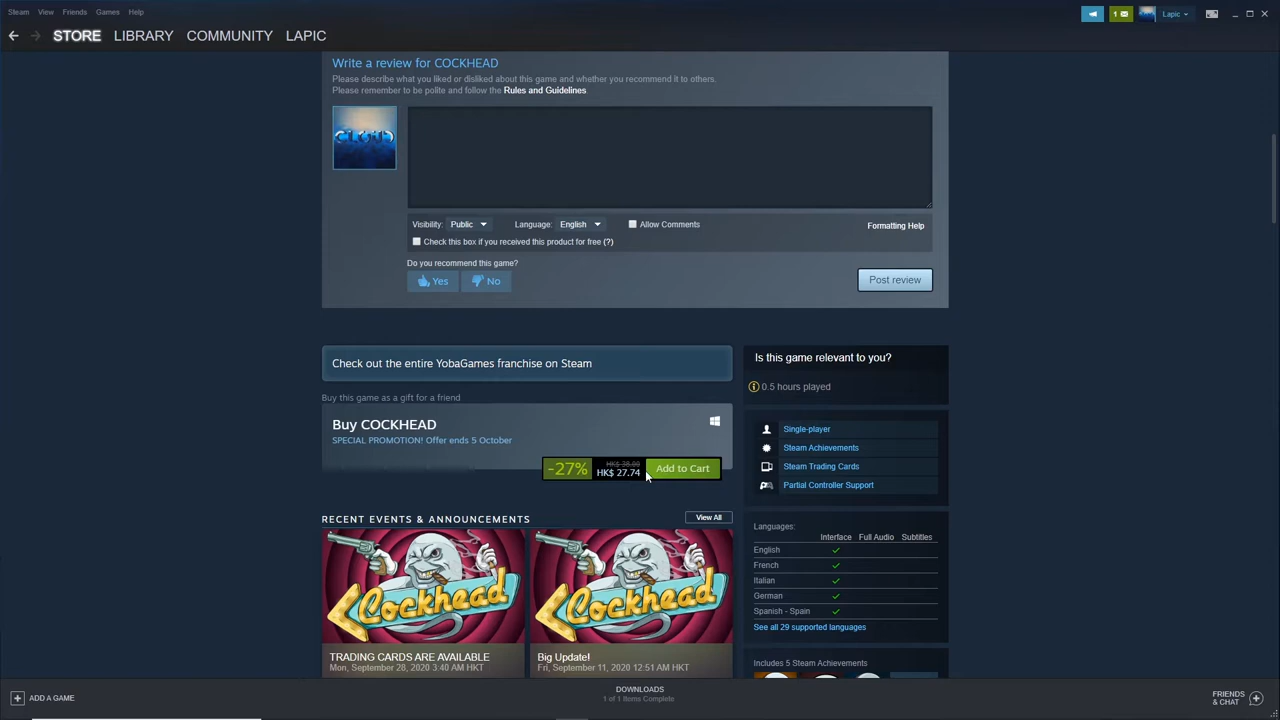 Steam View Friends Games Help
1
Lapic
STORE LIBRARY COMMUNITY LAPIC
Write a review for COCKHEAD
Please describe what you liked or disliked about this game and whether you recommend it to others.
Please remember to be polite and follow the Rules and Guidelines.
CLOUD
Visibility: Public Language: English Allow Comments
Formatting Help
Check this box if you received this product for free (?)
Do you recommend this game?
Yes No
Post review
Check out the entire YobaGames franchise on Steam
Is this game relevant to you?
0.5 hours played
Buy this game as a gift for a friend
Buy COCKHEAD
SPECIAL PROMOTION! Offer ends 5 October
-27% HK$ 38.00
HK$ 27.74
Add to Cart
Single-player
Steam Achievements
Steam Trading Cards
Partial Controller Support
RECENT EVENTS & ANNOUNCEMENTS
View All
Languages:
Interface Full Audio Subtitles
English
French
Italian
German
Spanish - Spain
See all 29 supported languages
Cockhead
Cockhead
TRADING CARDS ARE AVAILABLE
Mon, September 28, 2020 3:40 AM HKT
Big Update!
Fri, September 11, 2020 12:51 AM HKT
Includes 5 Steam Achievements
ADD A GAME
DOWNLOADS
1 of 1 Items Complete
FRIENDS
& CHAT